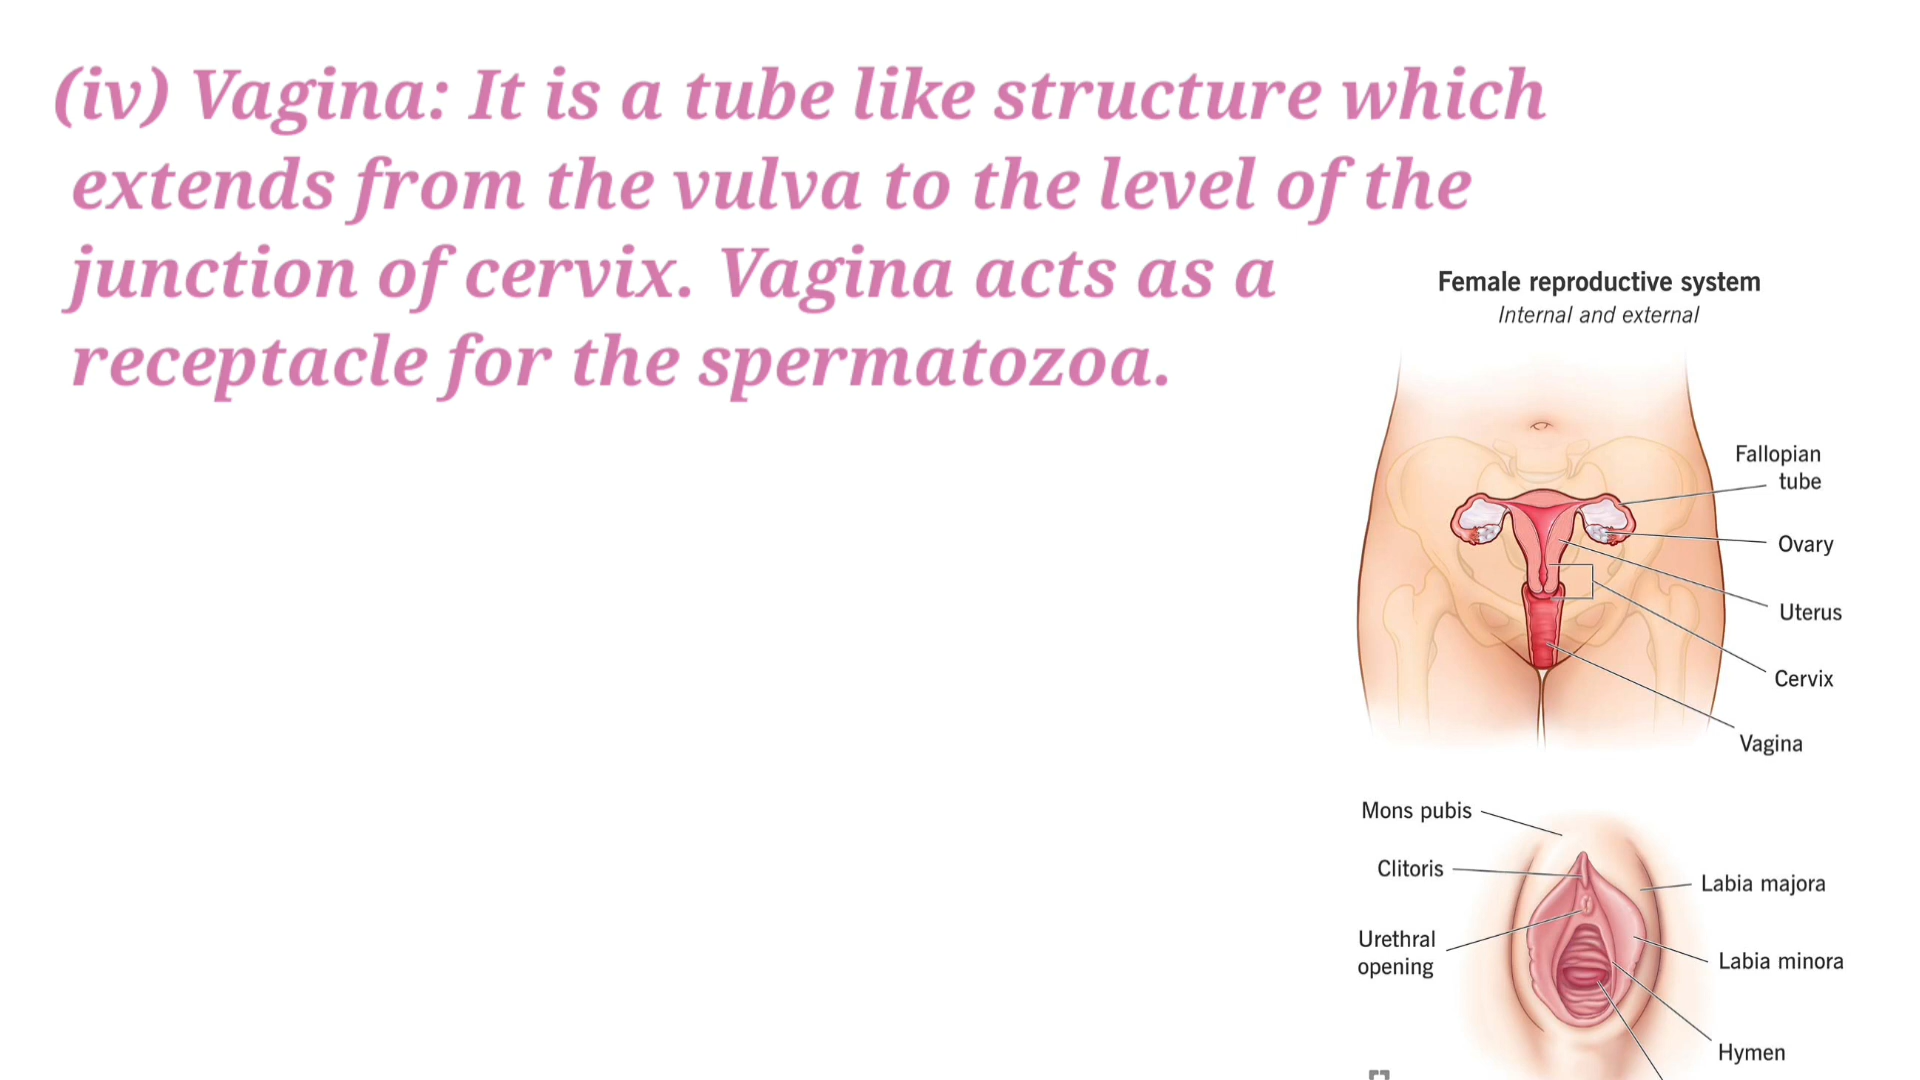 (iv) Vagina: It is a tube like structure which
extends from the vulva to the level of the
junction of cervix. Vagina acts as a
receptacle for the spermatozoa.
Female reproductive system
Internal and external
Fallopian
tube
Ovary
Uterus
Cervix
Vagina
Mons pubis
Clitoris
Labia majora
Urethral
opening
Labia minora
Hymen